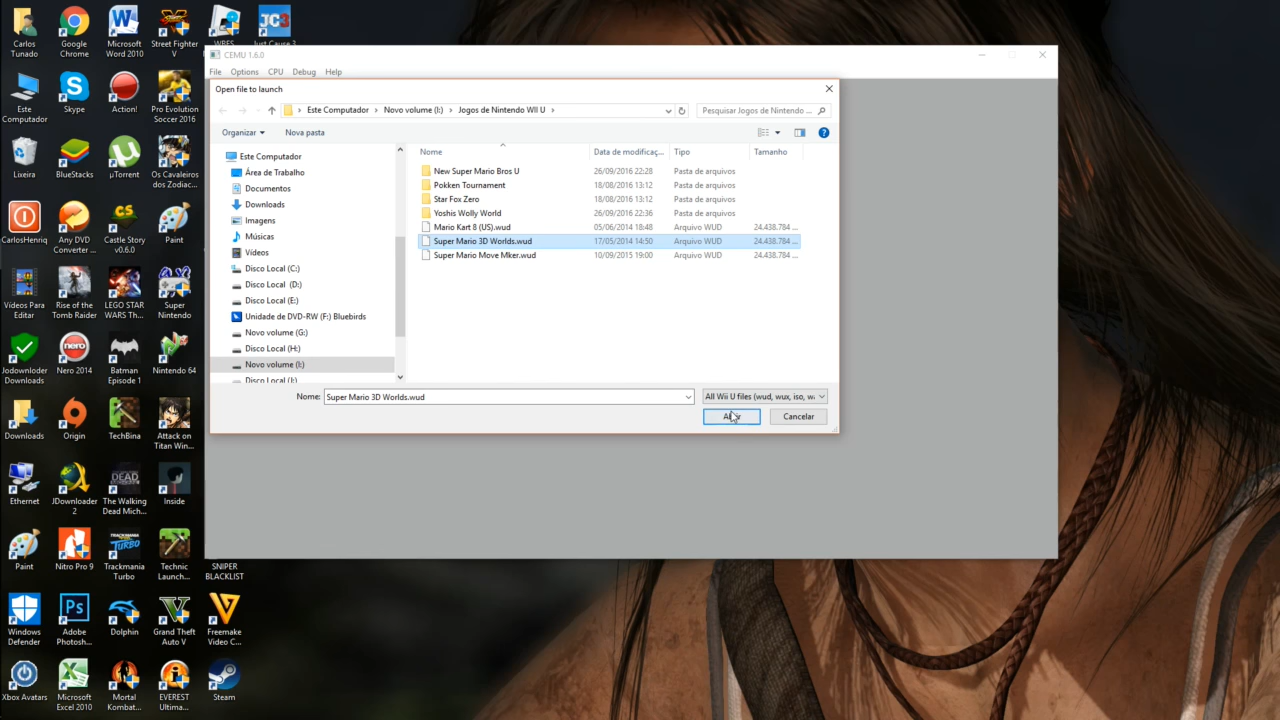 Carlos Tunado
Google Chrome
Microsoft Word 2010
Street Fighter V
WBFS
Just Cause 3
Este Computador
Skype
Action!
Pro Evolution Soccer 2016
Lixeira
BlueStacks
µTorrent
Os Cavaleiros dos Zodiac...
CarlosHenriq
Any DVD Converter ...
Castle Story v0.6.0
Paint
Vídeos Para Editar
Rise of the Tomb Raider
LEGO STAR WARS Th...
Super Nintendo
Jodownloder Downloads
Nero 2014
Batman Episode 1
Nintendo 64
Downloads
Origin
TechBina
Attack on Titan Win...
Ethernet
JDownloader 2
The Walking Dead Mich...
Inside
Paint
Nitro Pro 9
Trackmania Turbo
Technic Launch...
SNIPER BLACKLIST
Windows Defender
Adobe Photosh...
Dolphin
Grand Theft Auto V
Freemake Video C...
Xbox Avatars
Microsoft Excel 2010
Mortal Kombat...
EVEREST Ultima...
Steam
CEMU 1.6.0
File Options CPU Debug Help
Open file to launch
Este Computador > Novo volume (I:) > Jogos de Nintendo WII U >
Pesquisar Jogos de Nintendo ...
Organizar Nova pasta
Este Computador
Área de Trabalho
Documentos
Downloads
Imagens
Músicas
Vídeos
Disco Local (C:)
Disco Local (D:)
Disco Local (E:)
Unidade de DVD-RW (F:) Bluebirds
Novo volume (G:)
Disco Local (H:)
Novo volume (I:)
Disco Local (J:)
Nome Data de modificaç... Tipo Tamanho
New Super Mario Bros U 26/09/2016 22:28 Pasta de arquivos
Pokken Tournament 18/08/2016 13:12 Pasta de arquivos
Star Fox Zero 18/08/2016 13:12 Pasta de arquivos
Yoshis Wolly World 26/09/2016 22:36 Pasta de arquivos
Mario Kart 8 (US).wud 05/06/2014 18:48 Arquivo WUD 24.438.784 ...
Super Mario 3D Worlds.wud 17/05/2014 14:50 Arquivo WUD 24.438.784 ...
Super Mario Move Mker.wud 10/09/2015 19:00 Arquivo WUD 24.438.784 ...
Nome: Super Mario 3D Worlds.wud
All Wii U files (wud, wux, iso, w
Cancelar